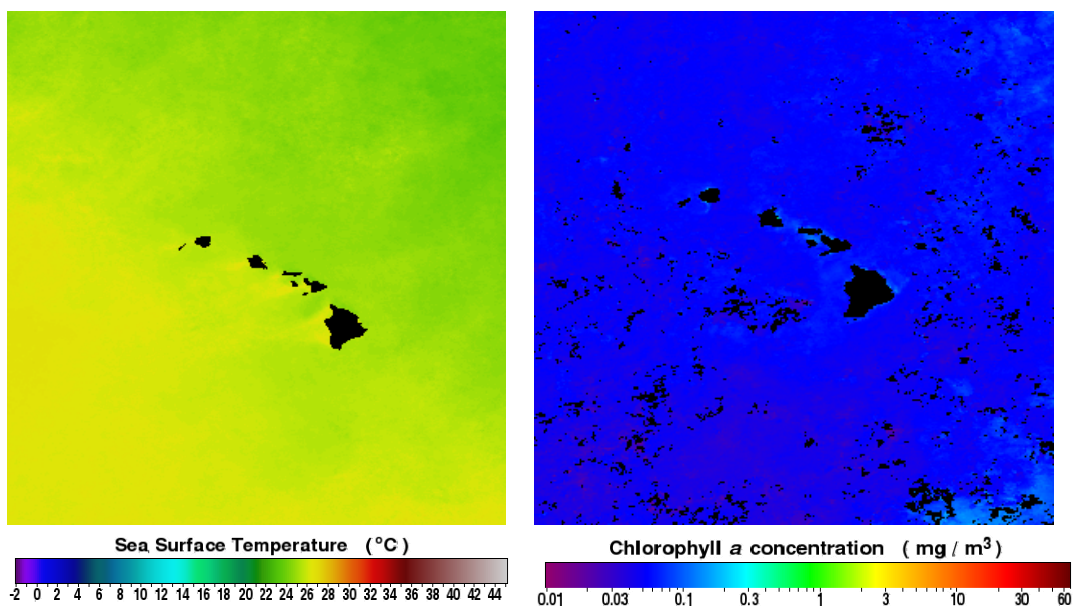 Sea Surface Temperature (°C)
-2 0 2 4 6 8 10 12 14 16 18 20 22 24 26 28 30 32 34 36 38 40 42 44
Chlorophyll a concentration (mg / m³)
0.01 0.03 0.1 0.3 1 3 10 30 60